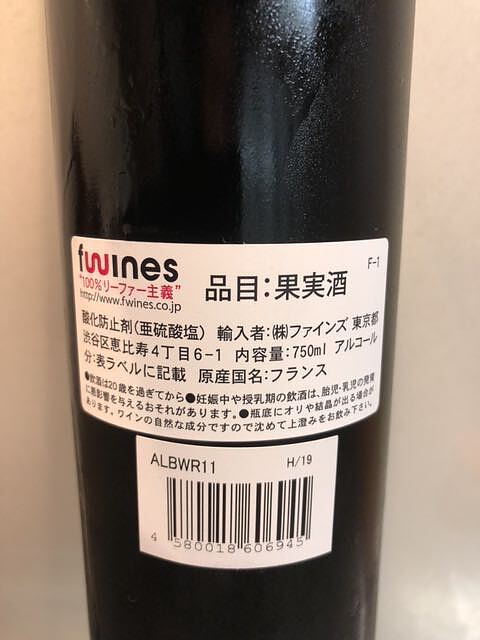 fwines
"100%リーファー主義"
http://www.fwines.co.jp
品目:果実酒
F-1
酸化防止剤(亜硫酸塩) 輸入者:(株)ファインズ 東京都
渋谷区恵比寿4丁目6-1 内容量:750ml アルコール
分:表ラベルに記載 原産国名:フランス
●飲酒は20歳を過ぎてから●妊娠中や授乳期の飲酒は、胎児・乳児の発育
に悪影響を与えるおそれがあります。●瓶底にオリや結晶が出る場合が
あります。ワインの自然な成分ですので沈めて上澄みをお飲み下さい。
ALBWR11 H/19
4 580018 606945